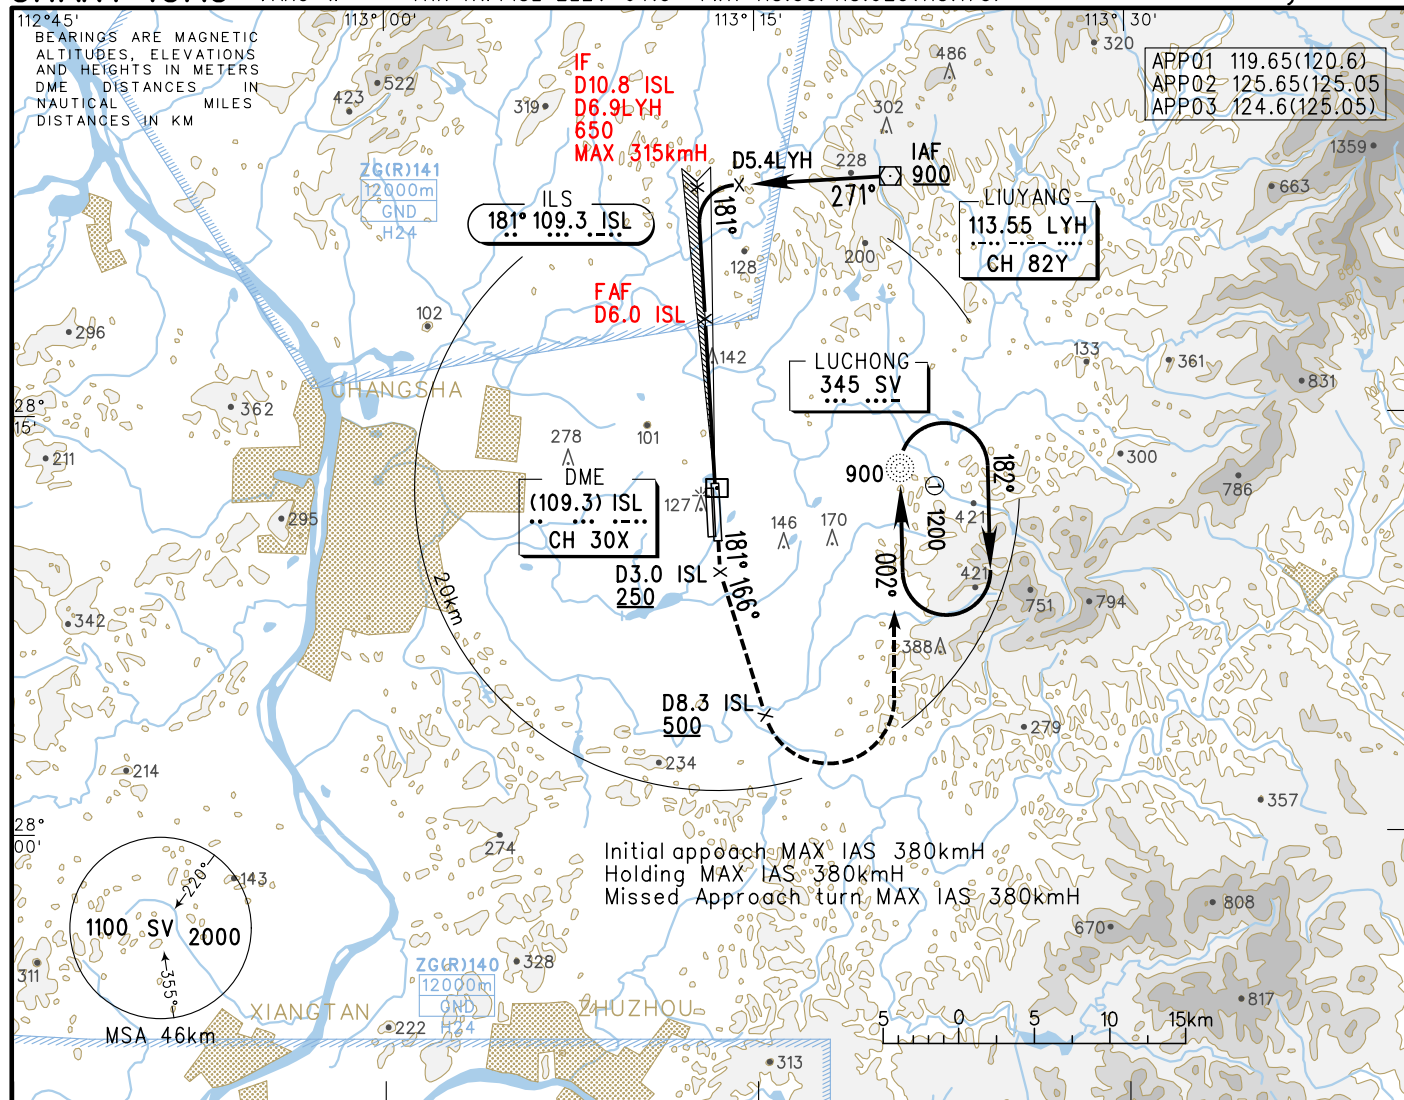 112°45'
113°00'
113°15'
113°30'
BEARINGS ARE MAGNETIC
ALTITUDES, ELEVATIONS
AND HEIGHTS IN METERS
DME DISTANCES IN
NAUTICAL MILES
DISTANCES IN KM
APP01 119.65(120.6)
APP02 125.65(125.05
APP03 124.6(125.05)
IF
D10.8 ISL
D6.9LYH
650
MAX 315kmH
522
423
319
486
302
320
1359
663
ZG(R)141
12000m
GND
H24
ILS
181° 109.3 ISL
D5.4LYH
228
271°
IAF
900
181°
LIUYANG
113.55 LYH
CH 82Y
128
200
FAF
D6.0 ISL
296
102
142
133
361
831
LUCHONG
345 SV
CHANGSHA
28°
15'
362
211
278
101
300
786
DME
(109.3) ISL
CH 30X
127
146
170
900
182°
1
1200
421
421
295
002°
751
794
181°
166°
D3.0 ISL
250
20km
342
388
D8.3 ISL
500
279
234
214
357
28°
00'
274
Initial appoach MAX IAS 380kmH
Holding MAX IAS 380kmH
Missed Approach turn MAX IAS 380kmH
143
220°
1100 SV 2000
355°
MSA 46km
311
808
670
817
328
ZG(R)140
12000m
GND
H24
XIANGTAN
ZHUZHOU
222
313
5 0 5 10 15km